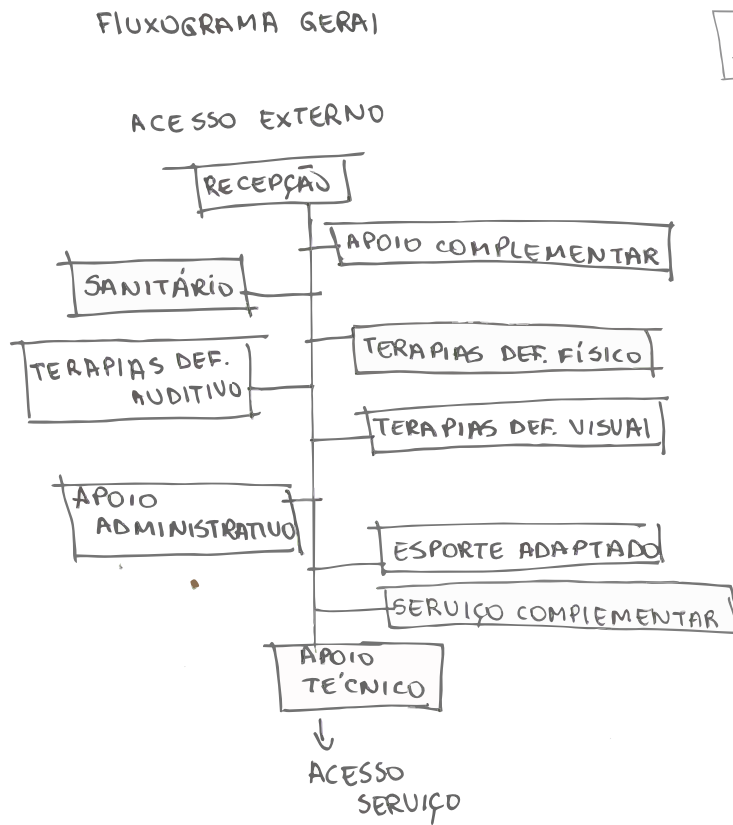 FLUXOGRAMA GERAL
ACESSO EXTERNO
RECEPÇÃO
APOIO COMPLEMENTAR
SANITÁRIO
TERAPIAS DEF. FÍSICO
TERAPIAS DEF.
AUDITIVO
TERAPIAS DEF. VISUAL
APOIO
ADMINISTRATIVO
ESPORTE ADAPTADO
SERVIÇO COMPLEMENTAR
APOIO
TÉCNICO
ACESSO
SERVIÇO